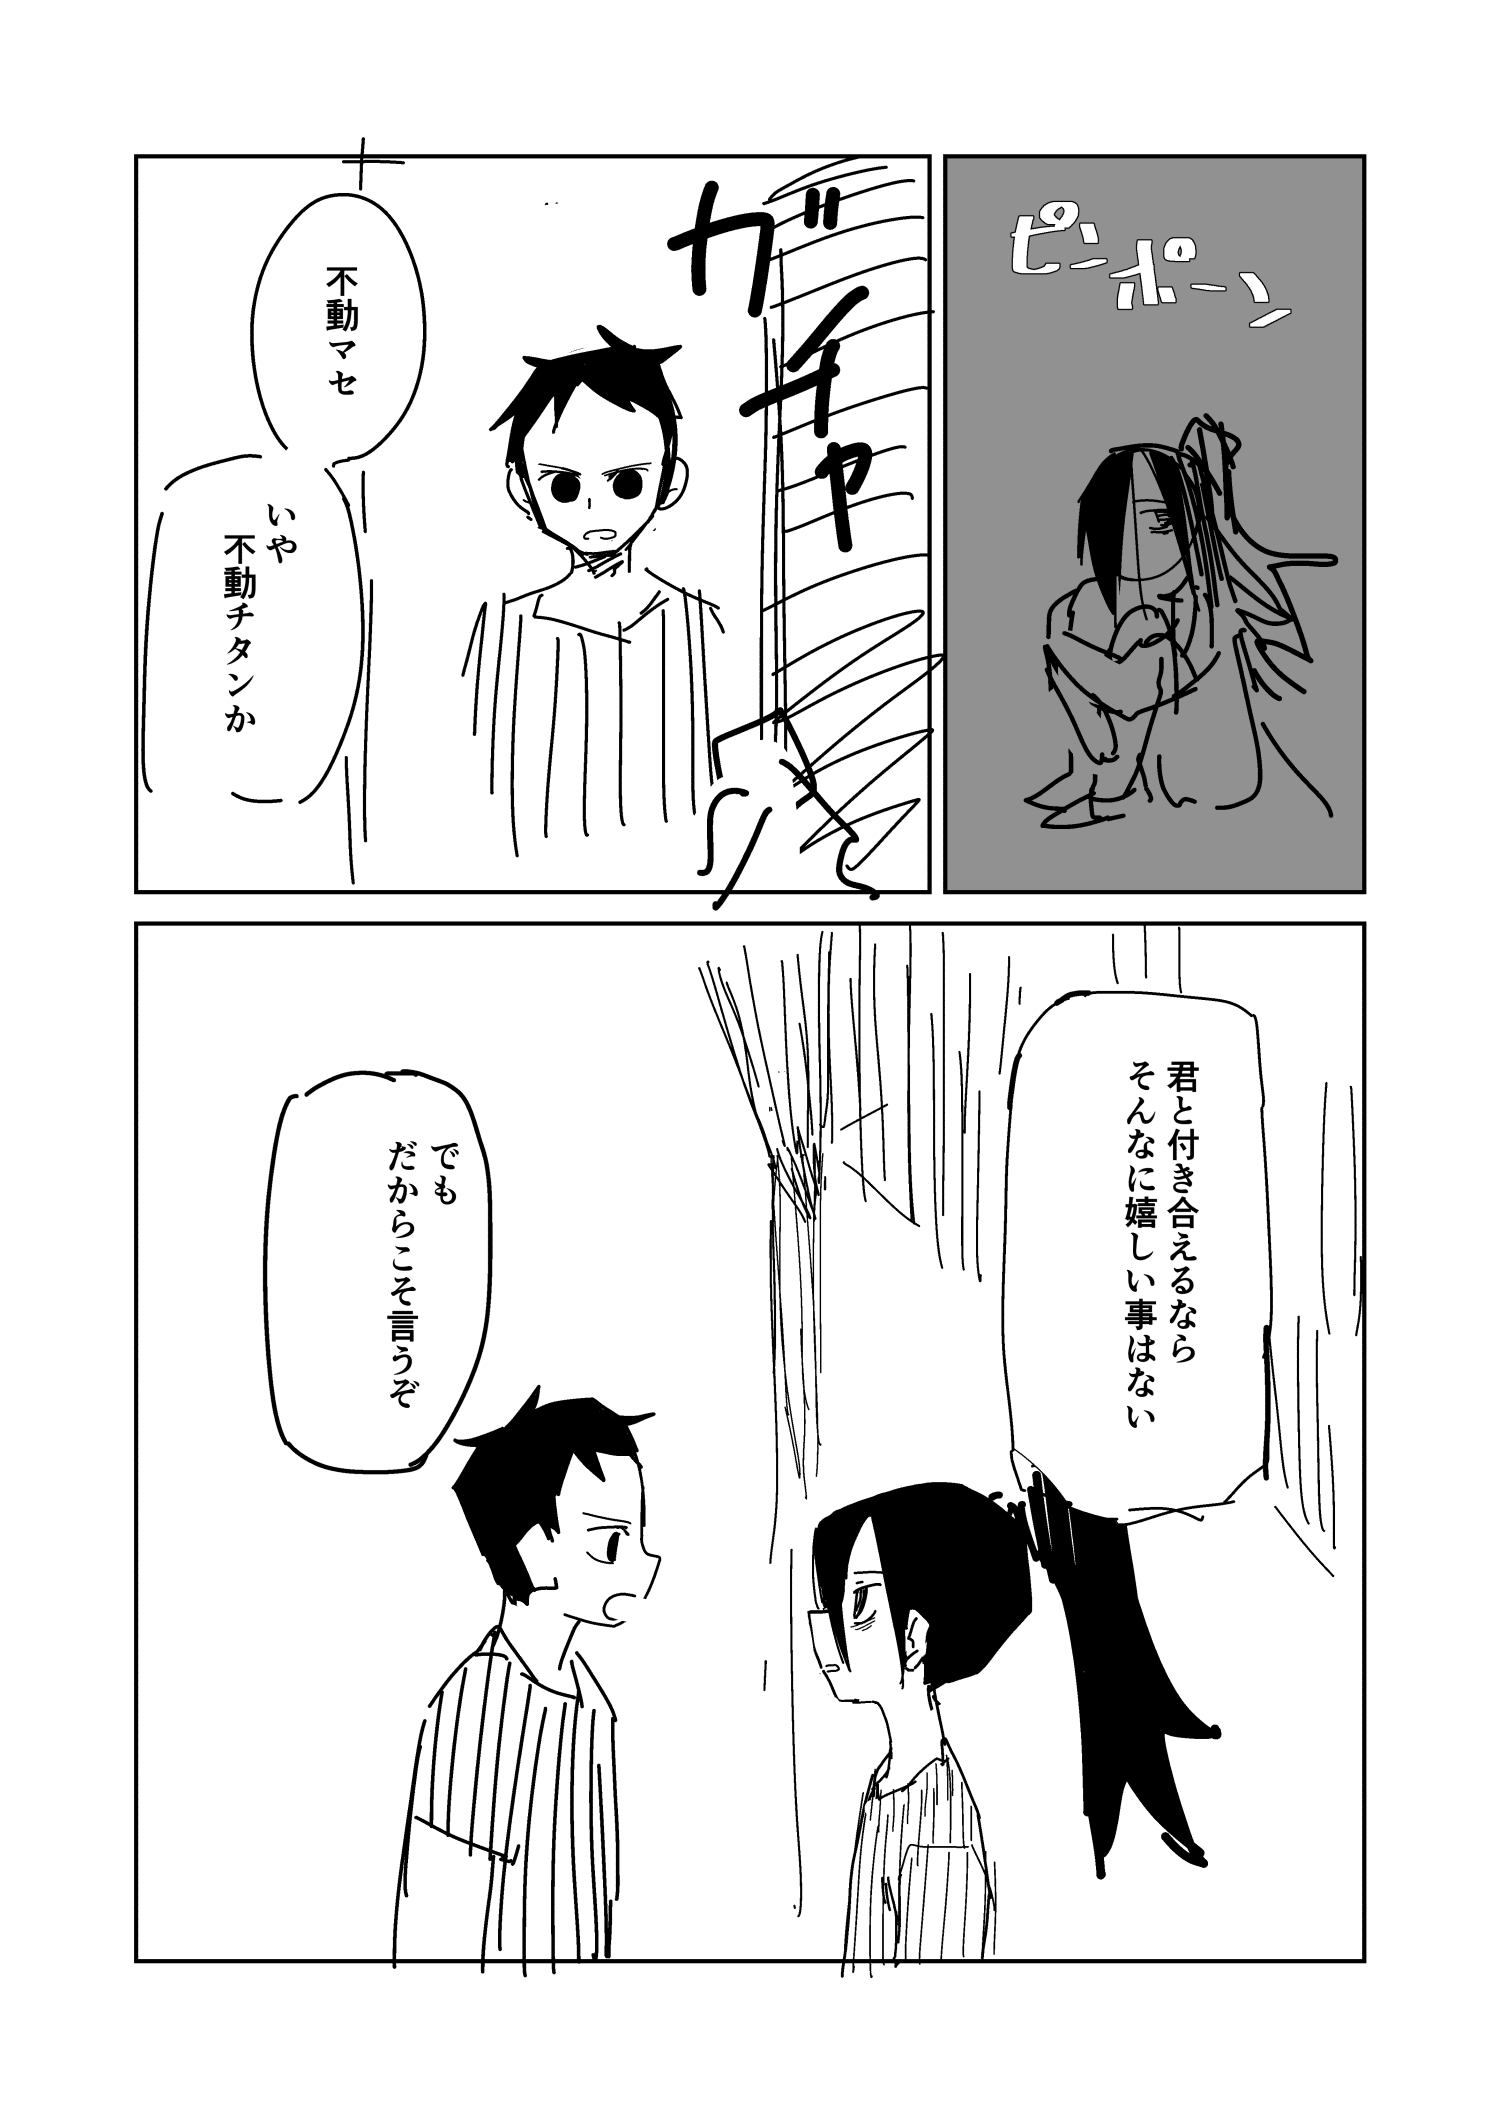 ピンポーン
ガチャ
不動マセ
いや
不動チタンか
君と付き合えるなら
そんなに嬉しい事はない
でも
だからこそ言うぞ